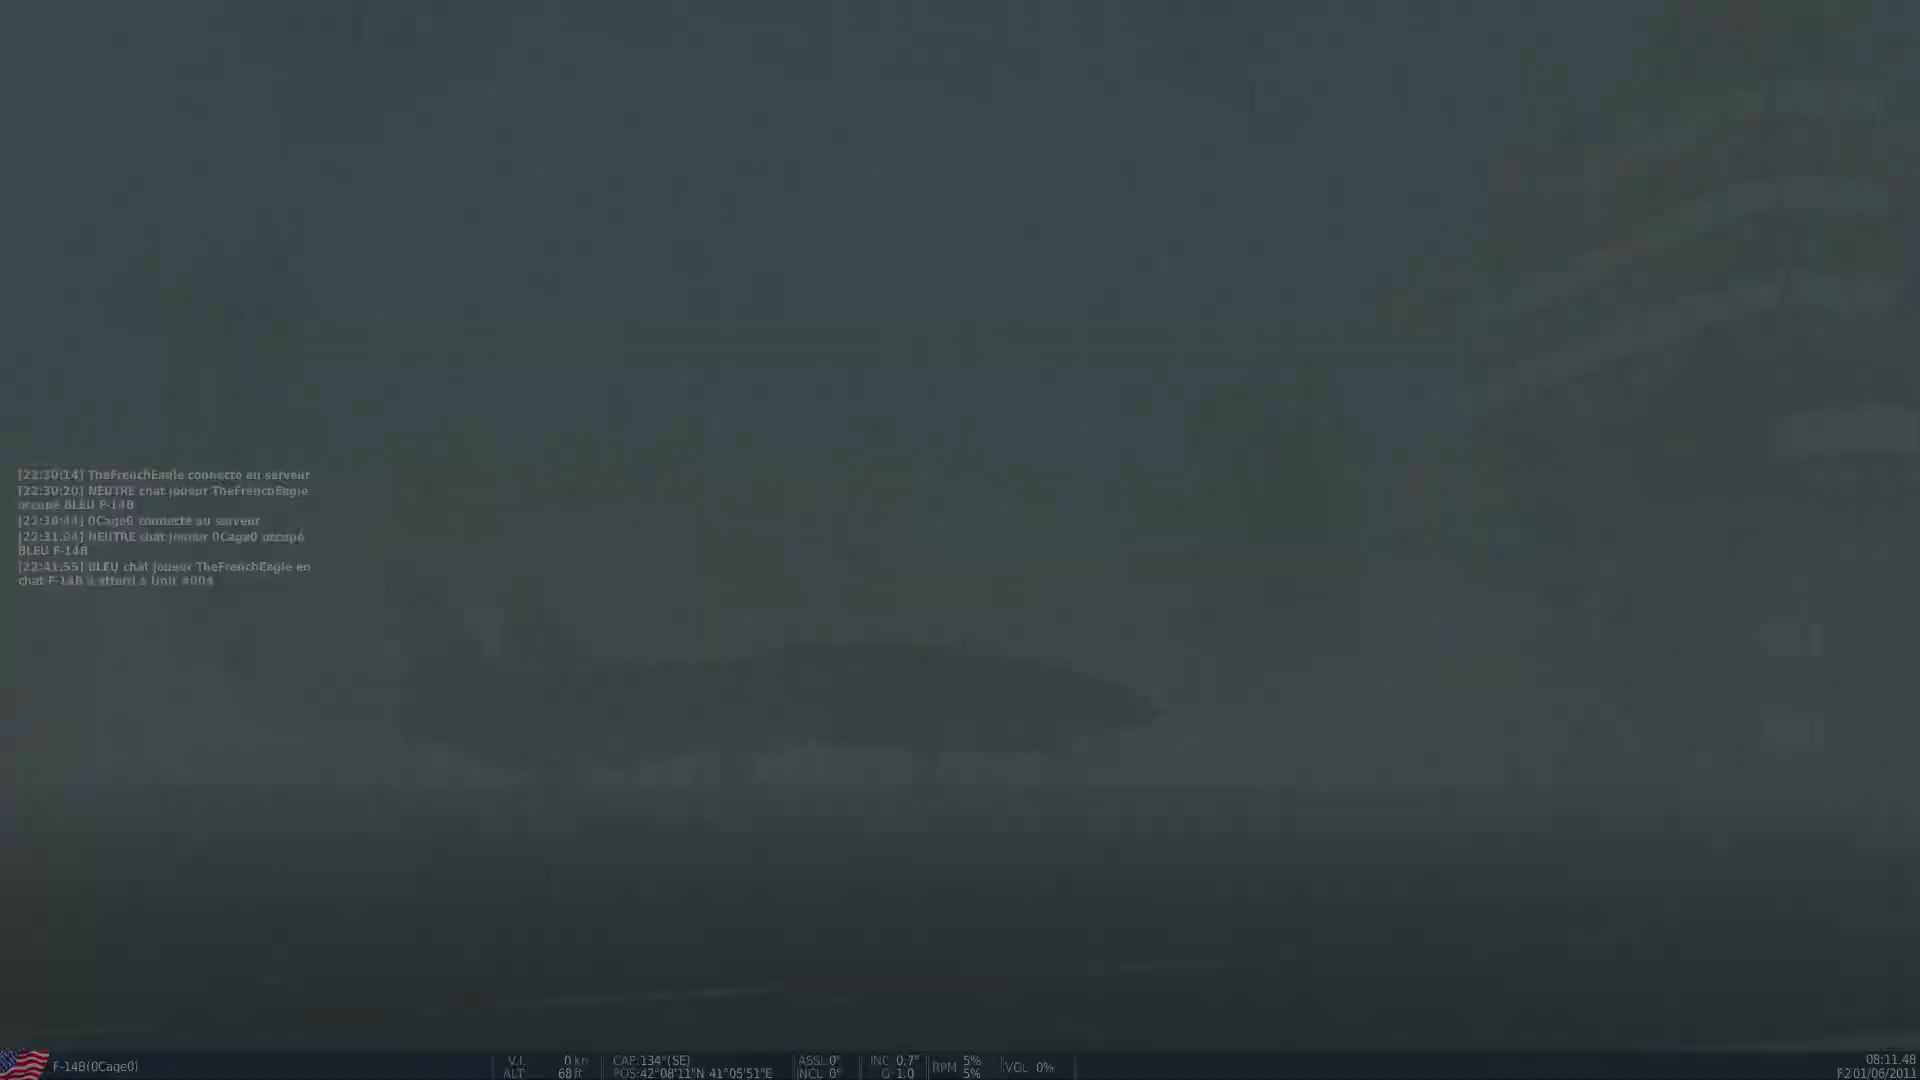 [22:30:14] TheFrenchEagle connecte au serveur
[22:30:20] NEUTRE chat joueur TheFrenchEagle
occupé BLEU F-14B
[22:30:44] 0Cage0 connecté au serveur
[22:31:04] NEUTRE chat joueur 0Cage0 occupé
BLEU F-14B
[22:41:55] BLEU chat joueur TheFrenchEagle en
chat F-14B a atterri à Unit #004
F-14B(0Cage0)
V.I. 0 kn
ALT 68 ft
CAP:134°(SE)
POS:42°08'11"N 41°05'51"E
ASSI.0°
INCL 0°
INC 0.7°
G 1.0
RPM 5%
5%
VOL 0%
08:11.48
F2 01/06/2011